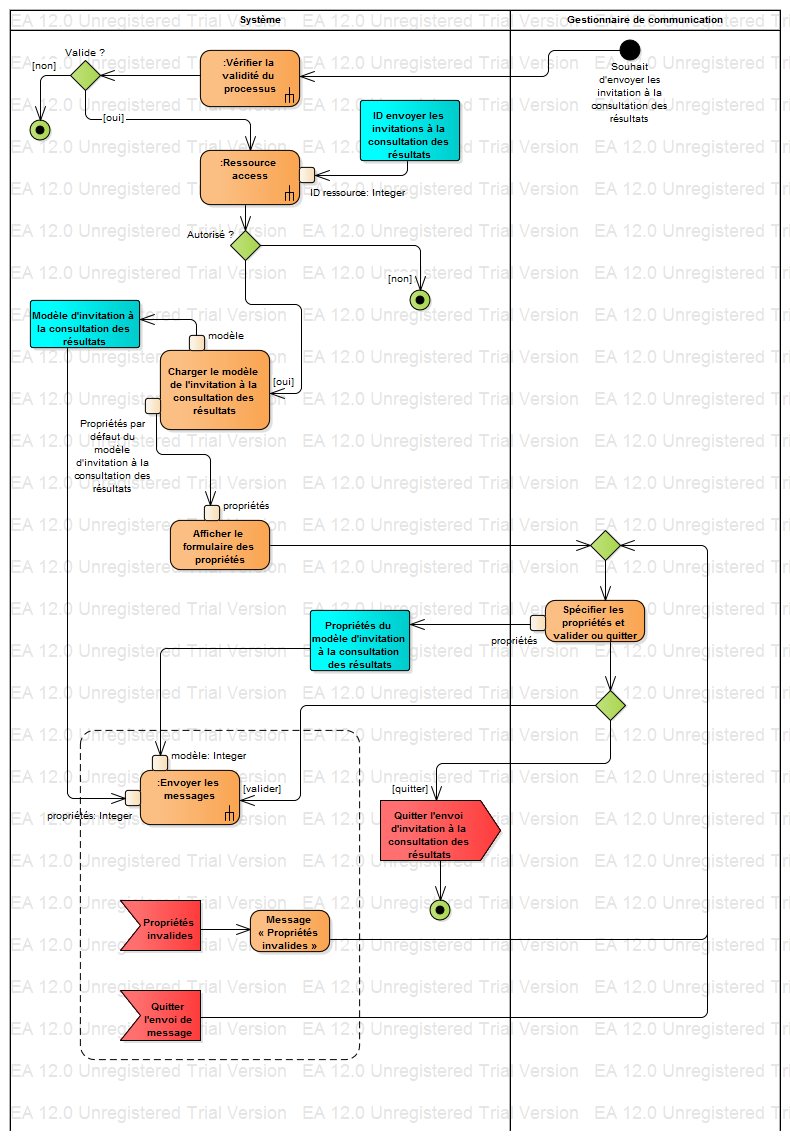 Système
Gestionnaire de communication
Valide ?
[non]
:Vérifier la
validité du
processus
Souhait
d'envoyer les
invitation à la
consultation des
résultats
[oui]
ID envoyer les
invitations à la
consultation des
résultats
:Ressource
access
ID ressource: Integer
Autorisé ?
[non]
Modèle d'invitation à
la consultation des
résultats
modèle
Charger le modèle
de l'invitation à la
consultation des
résultats
[oui]
Propriétés par
défaut du
modèle
d'invitation à la
consultation des
résultats
propriétés
Afficher le
formulaire des
propriétés
Spécifier les
propriétés et
valider ou quitter
propriétés
Propriétés du
modèle d'invitation
à la consultation
des résultats
modèle: Integer
:Envoyer les
messages
[valider]
propriétés: Integer
[quitter]
Quitter l'envoi
d'invitation à la
consultation des
résultats
Propriétés
invalides
Message
« Propriétés
invalides »
Quitter
l'envoi de
message
EA 12.0 Unregistered Trial Version